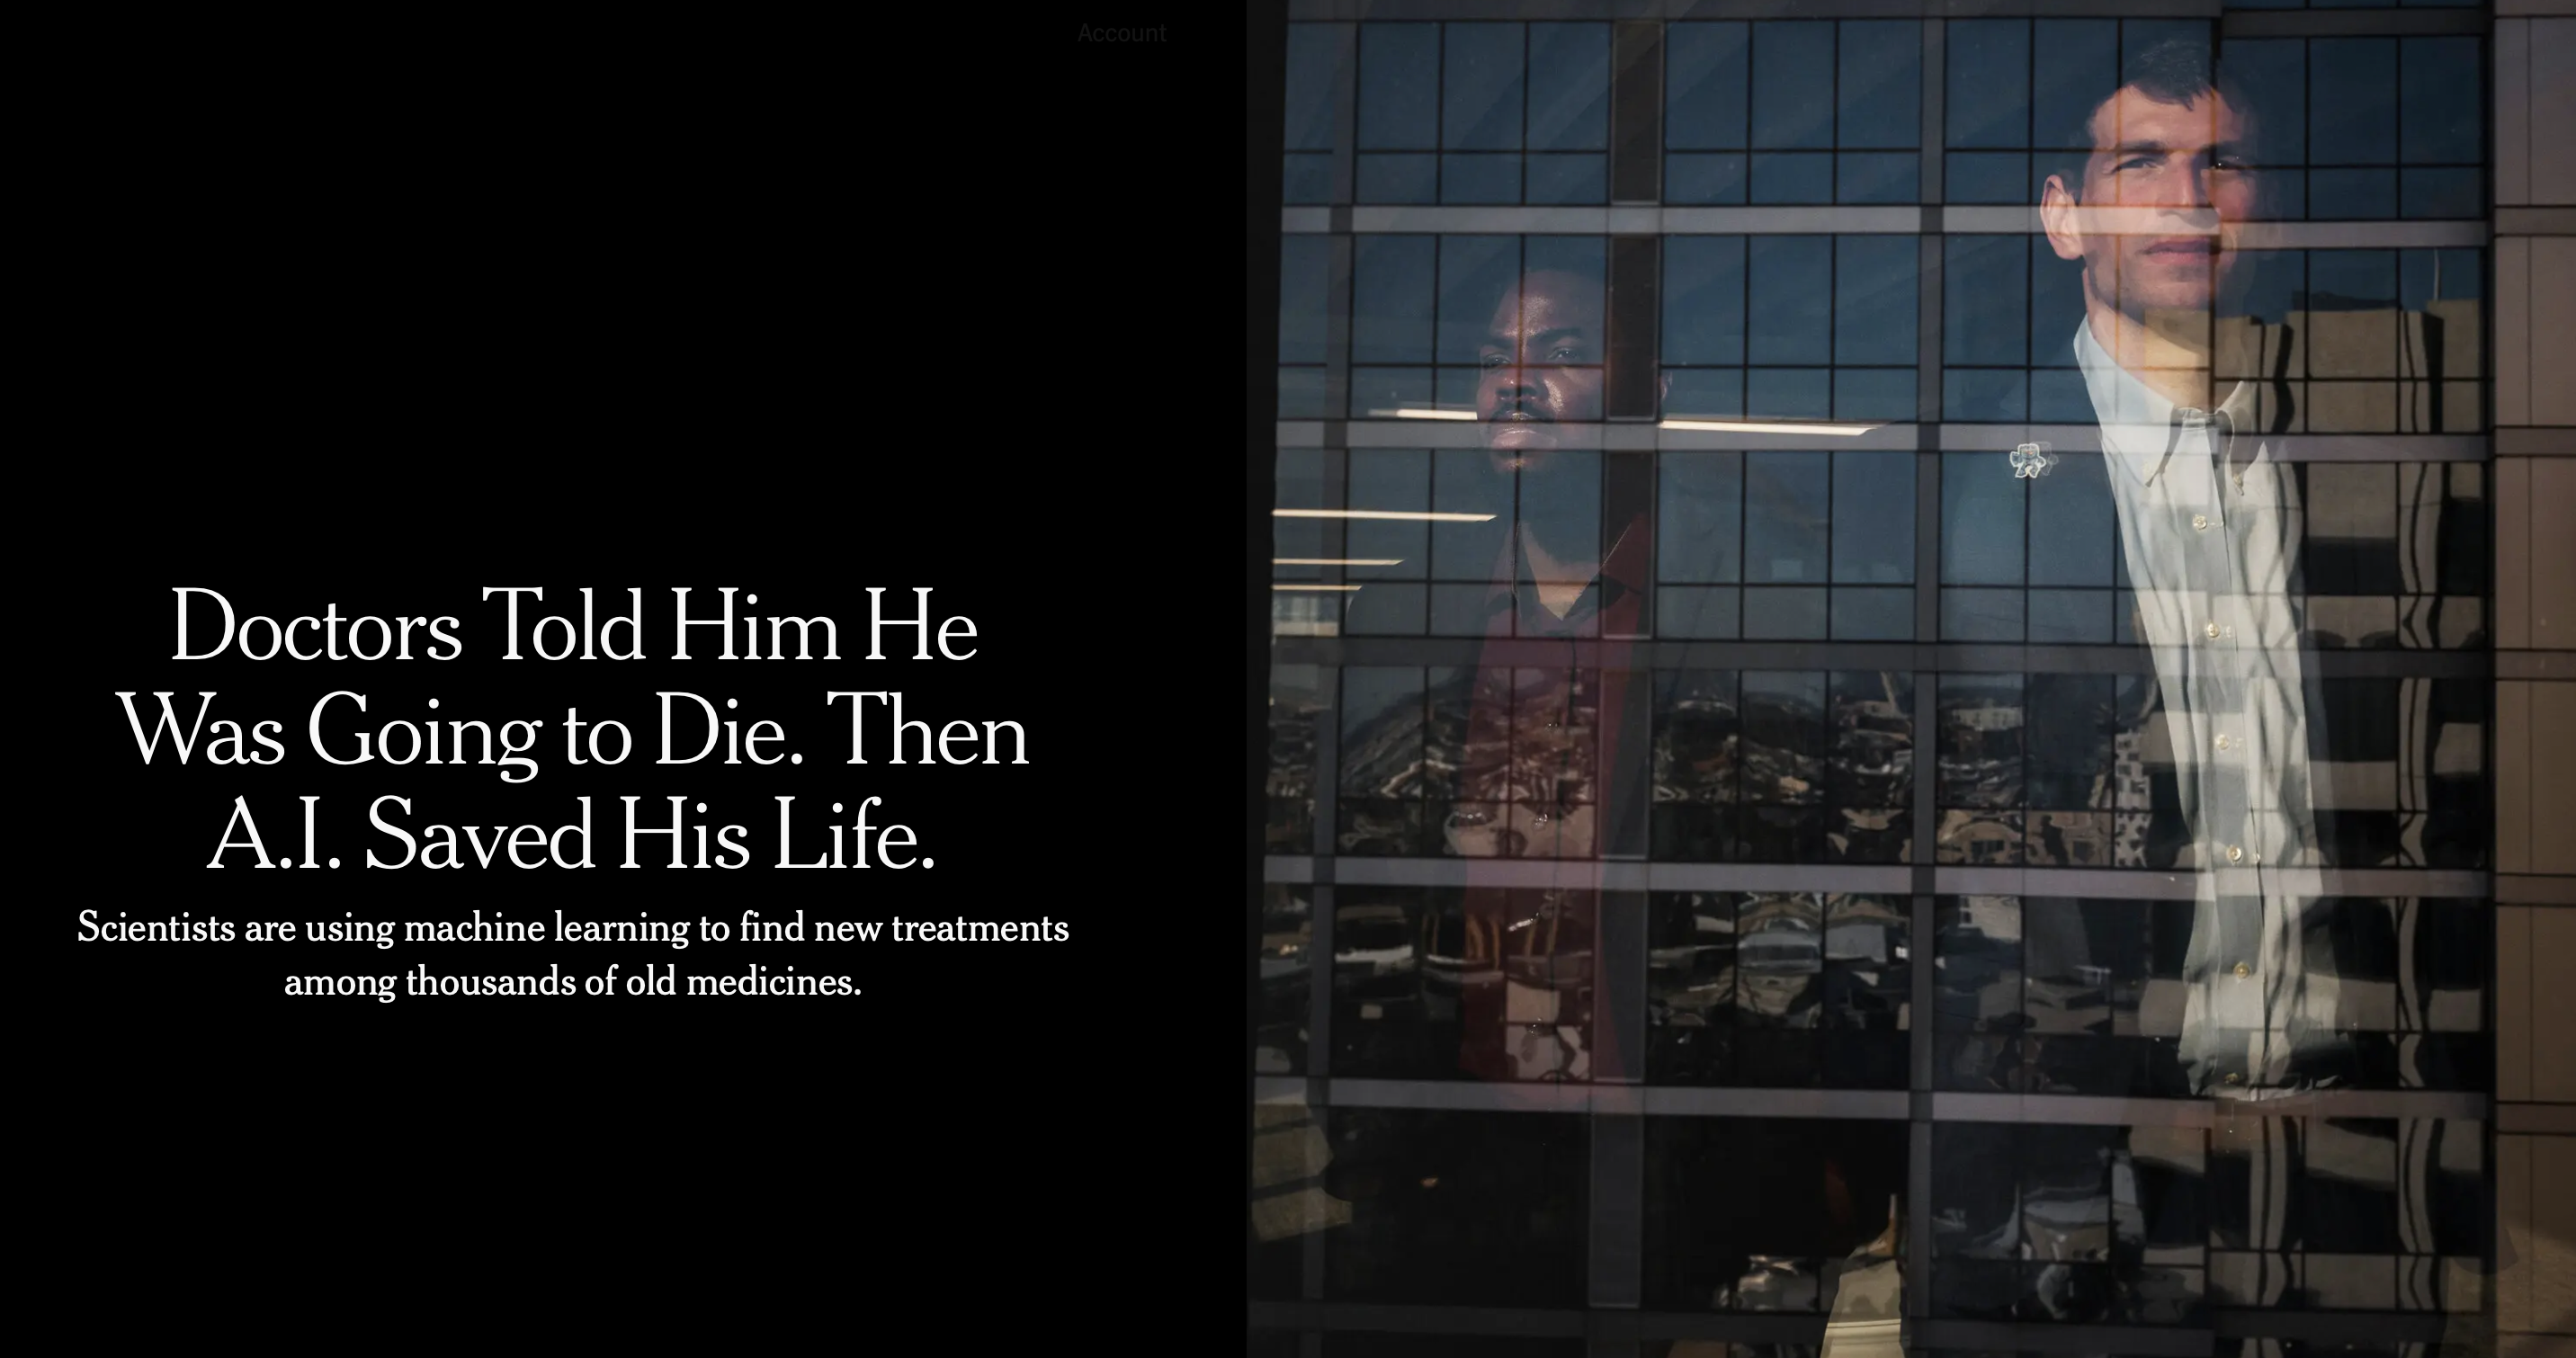 Account
Doctors Told Him He
Was Going to Die. Then
A.I. Saved His Life.
Scientists are using machine learning to find new treatments
among thousands of old medicines.